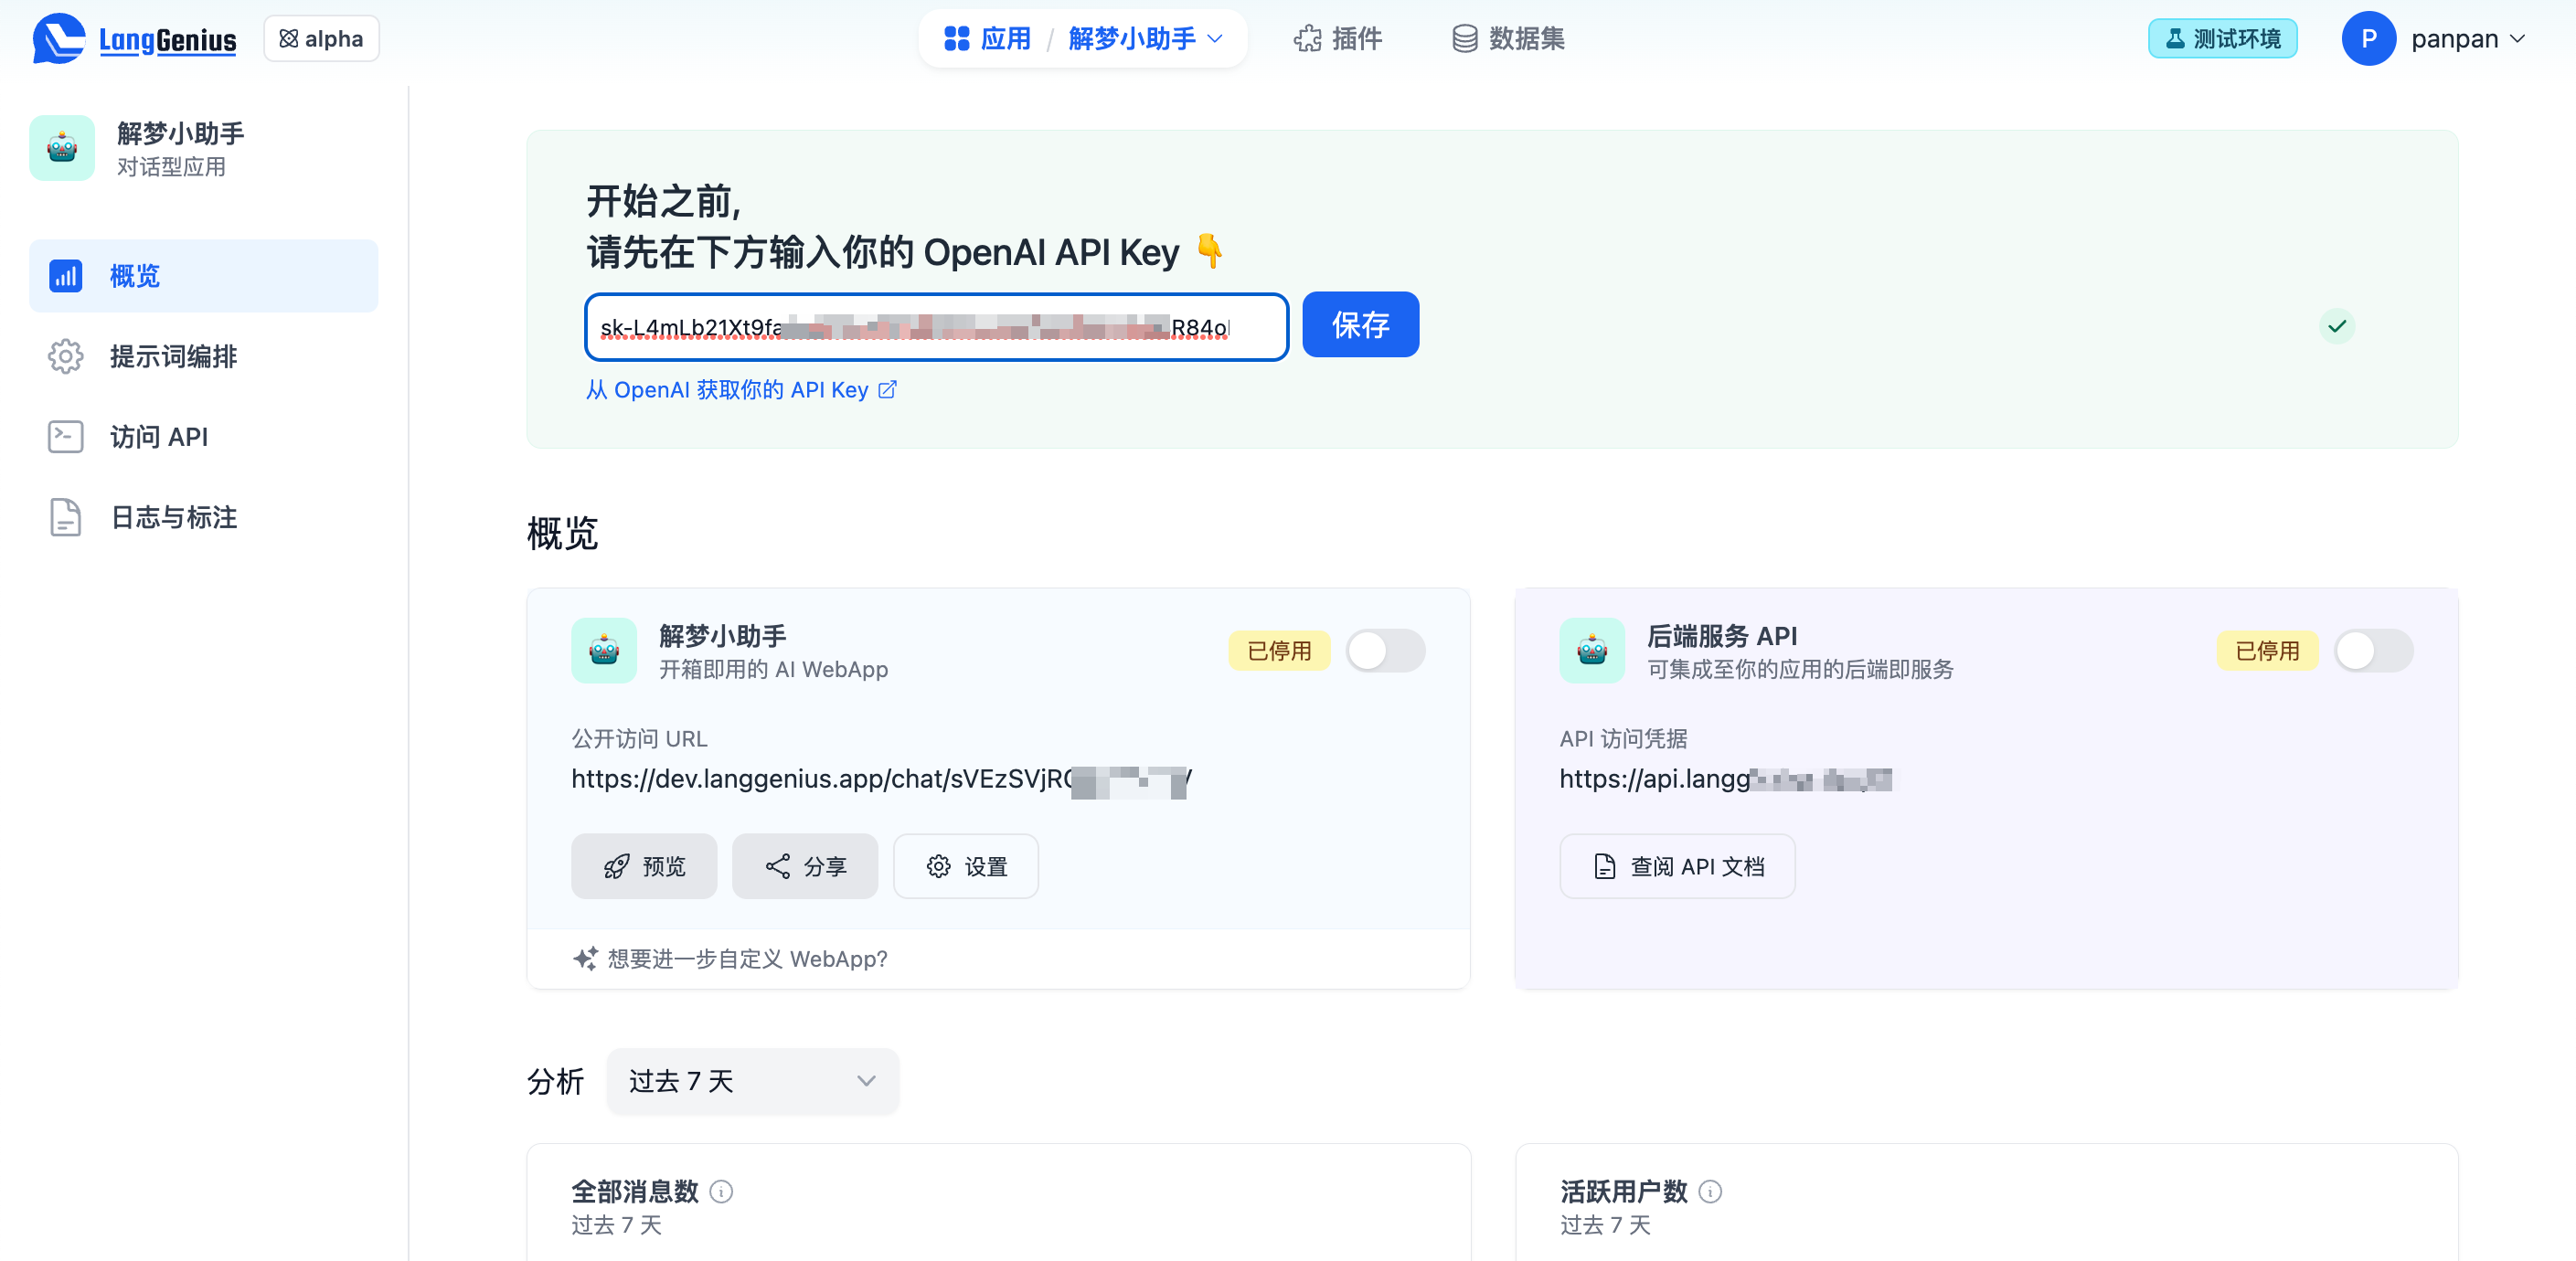 LangGenius
alpha
应用 / 解梦小助手
插件
数据集
测试环境
P
panpan
解梦小助手
对话型应用
概览
提示词编排
访问 API
日志与标注
开始之前,
请先在下方输入你的 OpenAI API Key 👇
sk-L4mLb21Xt9fa R84o
保存
从 OpenAI 获取你的 API Key
概览
解梦小助手
开箱即用的 AI WebApp
已停用
公开访问 URL
https://dev.langgenius.app/chat/sVEzSVjR
预览
分享
设置
想要进一步自定义 WebApp?
后端服务 API
可集成至你的应用的后端即服务
已停用
API 访问凭据
https://api.langg
查阅 API 文档
分析
过去 7 天
全部消息数
过去 7 天
活跃用户数
过去 7 天